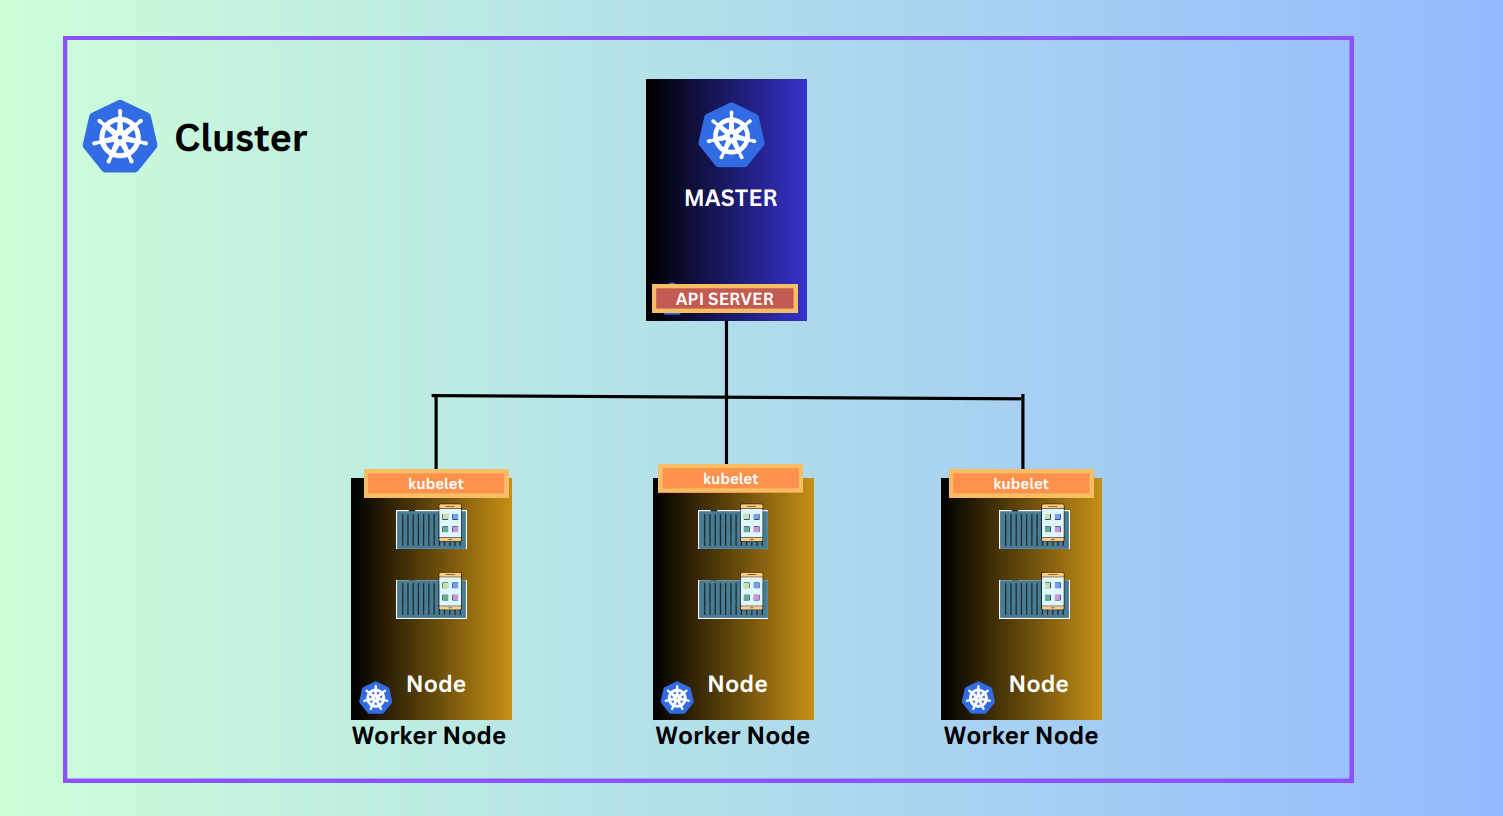 Cluster
MASTER
API SERVER
kubelet
kubelet
kubelet
Node
Node
Node
Worker Node
Worker Node
Worker Node